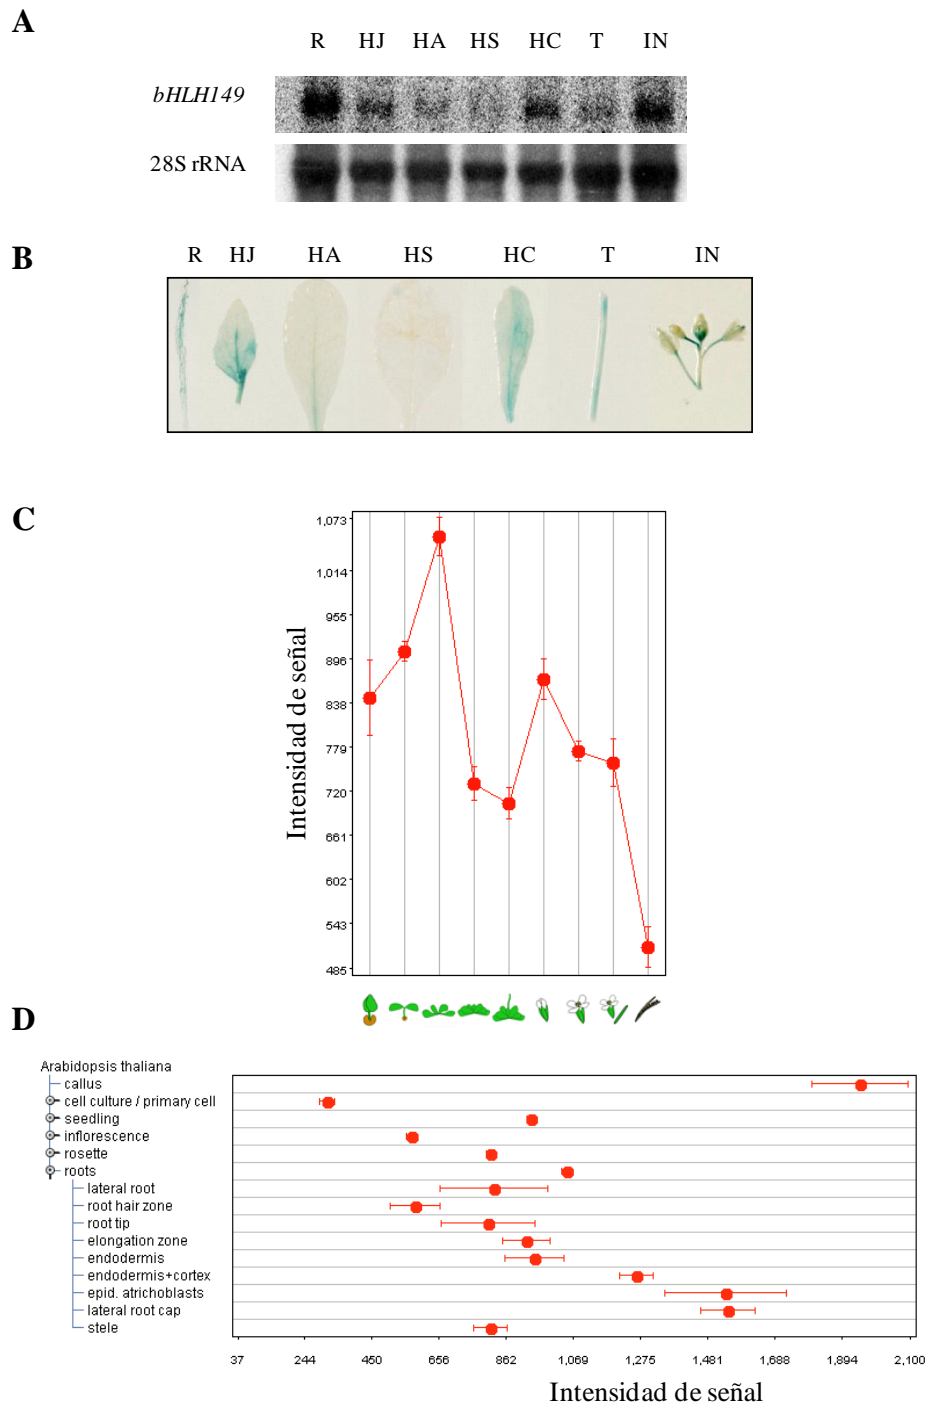 A
R HJ HA HS HC T IN
bHLH149
28S rRNA
B
R HJ HA HS HC T IN
C
Intensidad de señal
1,073
1,014
955
896
838
779
720
661
602
543
485
D
Arabidopsis thaliana
callus
cell culture / primary cell
seedling
inflorescence
rosette
roots
lateral root
root hair zone
root tip
elongation zone
endodermis
endodermis+cortex
epid. atrichoblasts
lateral root cap
stele
37 244 450 656 862 1,069 1,275 1,481 1,688 1,894 2,100
Intensidad de señal